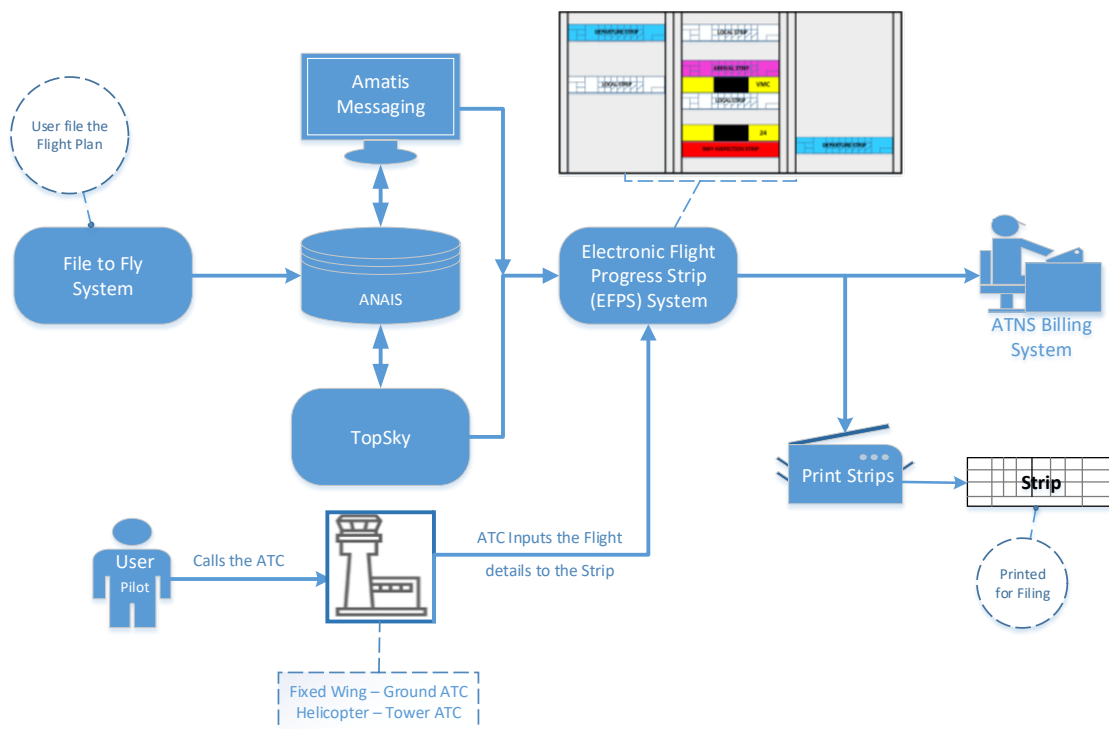 DEPARTURE STRIP
LOCAL STRIP
LOCAL STRIP
ARRIVAL STRIP
VMC
LOCAL STRIP
24
DEPARTURE STRIP
Amatis
Messaging
User file the
Flight Plan
File to Fly
System
ANAIS
Electronic Flight
Progress Strip
(EFPS) System
ATNS Billing
System
TopSky
Print Strips
Strip
User
Pilot
Calls the ATC
ATC Inputs the Flight
details to the Strip
Printed
for Filing
Fixed Wing – Ground ATC
Helicopter – Tower ATC